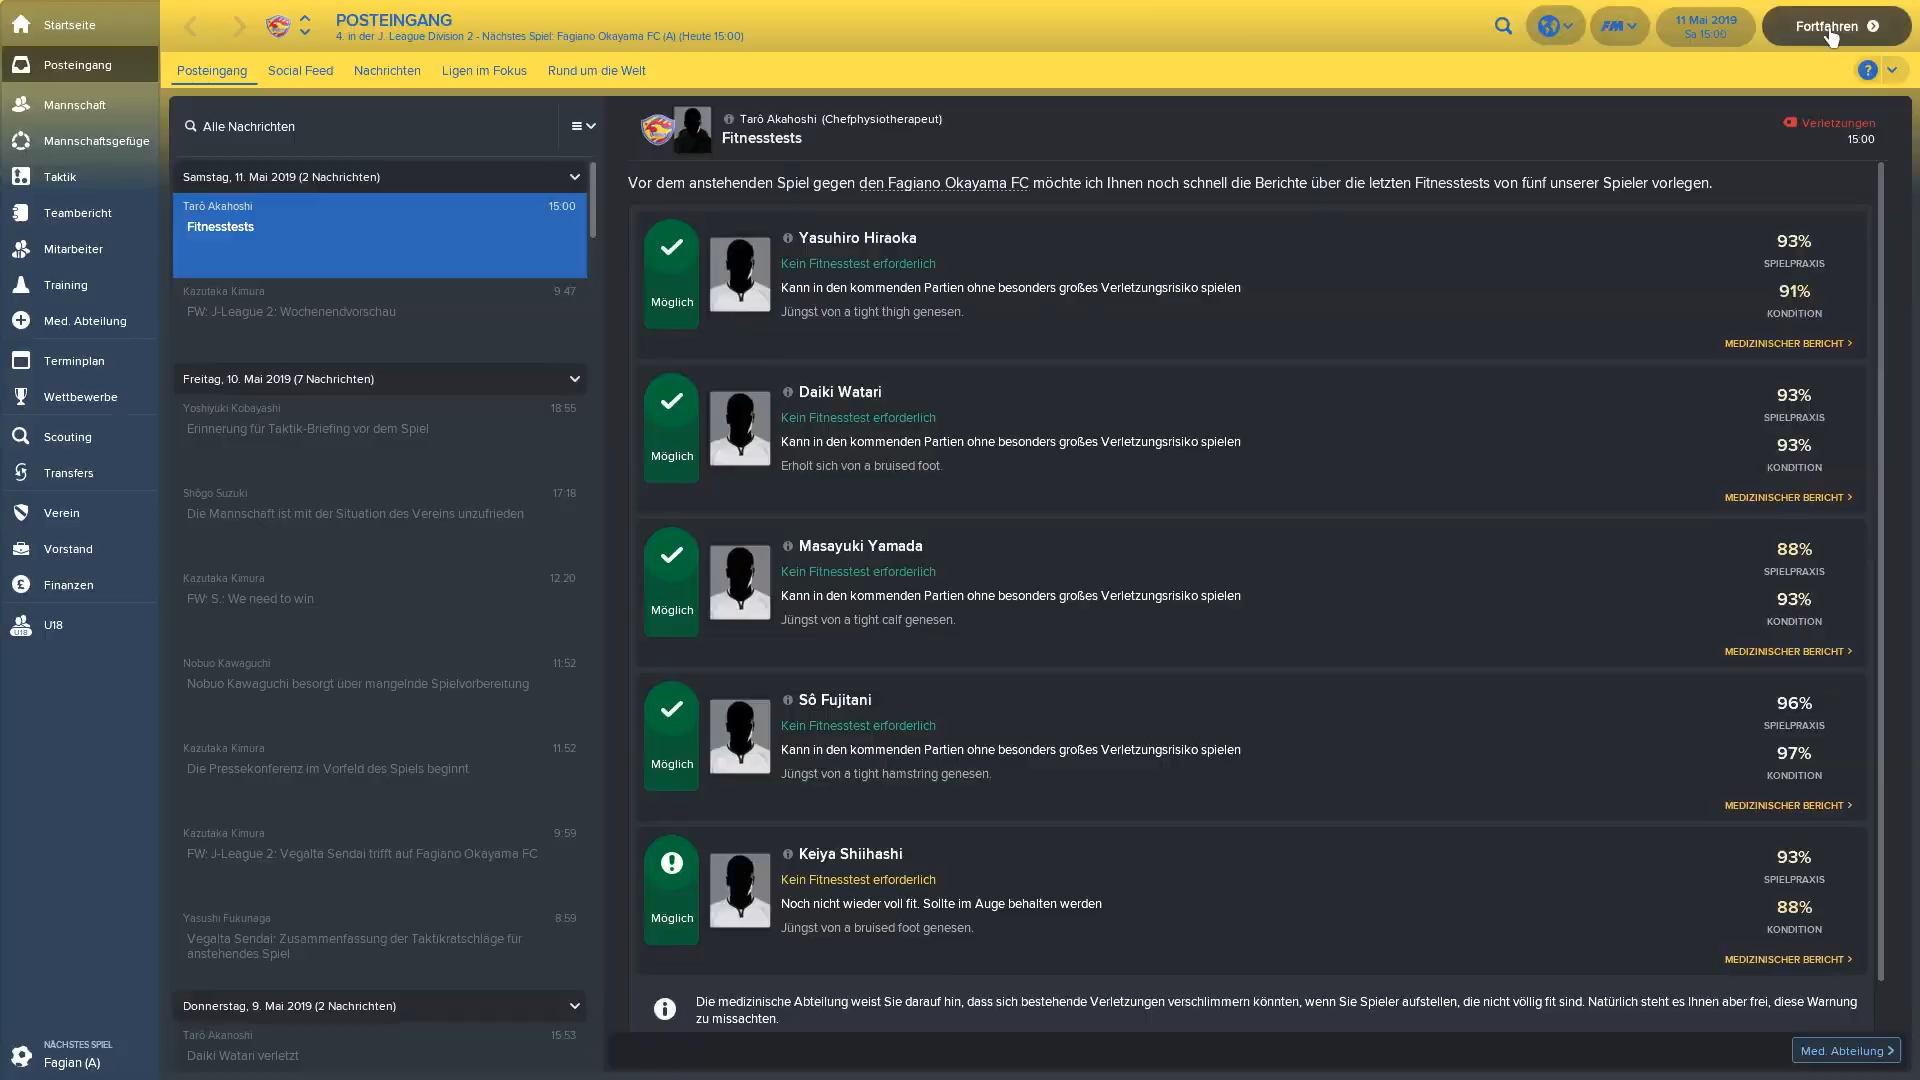 Startseite
Posteingang
Mannschaft
Mannschaftsgefüge
Taktik
Teambericht
Mitarbeiter
Training
Med. Abteilung
Terminplan
Wettbewerbe
Scouting
Transfers
Verein
Vorstand
Finanzen
U18
U18
NÄCHSTES SPIEL
Fagian (A)
POSTEINGANG
4. in der J. League Division 2 - Nächstes Spiel: Fagiano Okayama FC (A) (Heute 15:00)
FM
11 Mai 2019
Sa 15:00
Fortfahren
Posteingang
Social Feed
Nachrichten
Ligen im Fokus
Rund um die Welt
?
Alle Nachrichten
Samstag, 11. Mai 2019 (2 Nachrichten)
Tarô Akahoshi
15:00
Fitnesstests
Kazutaka Kimura
9:47
FW: J-League 2: Wochenendvorschau
Freitag, 10. Mai 2019 (7 Nachrichten)
Yoshiyuki Kobayashi
18:55
Erinnerung für Taktik-Briefing vor dem Spiel
Shôgo Suzuki
17:18
Die Mannschaft ist mit der Situation des Vereins unzufrieden
Kazutaka Kimura
12:20
FW: S.: We need to win
Nobuo Kawaguchi
11:52
Nobuo Kawaguchi besorgt über mangelnde Spielvorbereitung
Kazutaka Kimura
11:52
Die Pressekonferenz im Vorfeld des Spiels beginnt
Kazutaka Kimura
9:59
FW: J-League 2: Vegalta Sendai trifft auf Fagiano Okayama FC
Yasushi Fukunaga
8:59
Vegalta Sendai: Zusammenfassung der Taktikratschläge für
anstehendes Spiel
Donnerstag, 9. Mai 2019 (2 Nachrichten)
Tarô Akahoshi
15:53
Daiki Watari verletzt
Tarô Akahoshi (Chefphysiotherapeut)
Fitnesstests
Verletzungen
15:00
Vor dem anstehenden Spiel gegen den Fagiano Okayama FC möchte ich Ihnen noch schnell die Berichte über die letzten Fitnesstests von fünf unserer Spieler vorlegen.
Möglich
Yasuhiro Hiraoka
Kein Fitnesstest erforderlich
Kann in den kommenden Partien ohne besonders großes Verletzungsrisiko spielen
Jüngst von a tight thigh genesen.
93%
SPIELPRAXIS
91%
KONDITION
MEDIZINISCHER BERICHT >
Möglich
Daiki Watari
Kein Fitnesstest erforderlich
Kann in den kommenden Partien ohne besonders großes Verletzungsrisiko spielen
Erholt sich von a bruised foot.
93%
SPIELPRAXIS
93%
KONDITION
MEDIZINISCHER BERICHT >
Möglich
Masayuki Yamada
Kein Fitnesstest erforderlich
Kann in den kommenden Partien ohne besonders großes Verletzungsrisiko spielen
Jüngst von a tight calf genesen.
88%
SPIELPRAXIS
93%
KONDITION
MEDIZINISCHER BERICHT >
Möglich
Sô Fujitani
Kein Fitnesstest erforderlich
Kann in den kommenden Partien ohne besonders großes Verletzungsrisiko spielen
Jüngst von a tight hamstring genesen.
96%
SPIELPRAXIS
97%
KONDITION
MEDIZINISCHER BERICHT >
Möglich
Keiya Shiihashi
Kein Fitnesstest erforderlich
Noch nicht wieder voll fit. Sollte im Auge behalten werden
Jüngst von a bruised foot genesen.
93%
SPIELPRAXIS
88%
KONDITION
MEDIZINISCHER BERICHT >
Die medizinische Abteilung weist Sie darauf hin, dass sich bestehende Verletzungen verschlimmern könnten, wenn Sie Spieler aufstellen, die nicht völlig fit sind. Natürlich steht es Ihnen aber frei, diese Warnung
zu missachten.
Med. Abteilung >